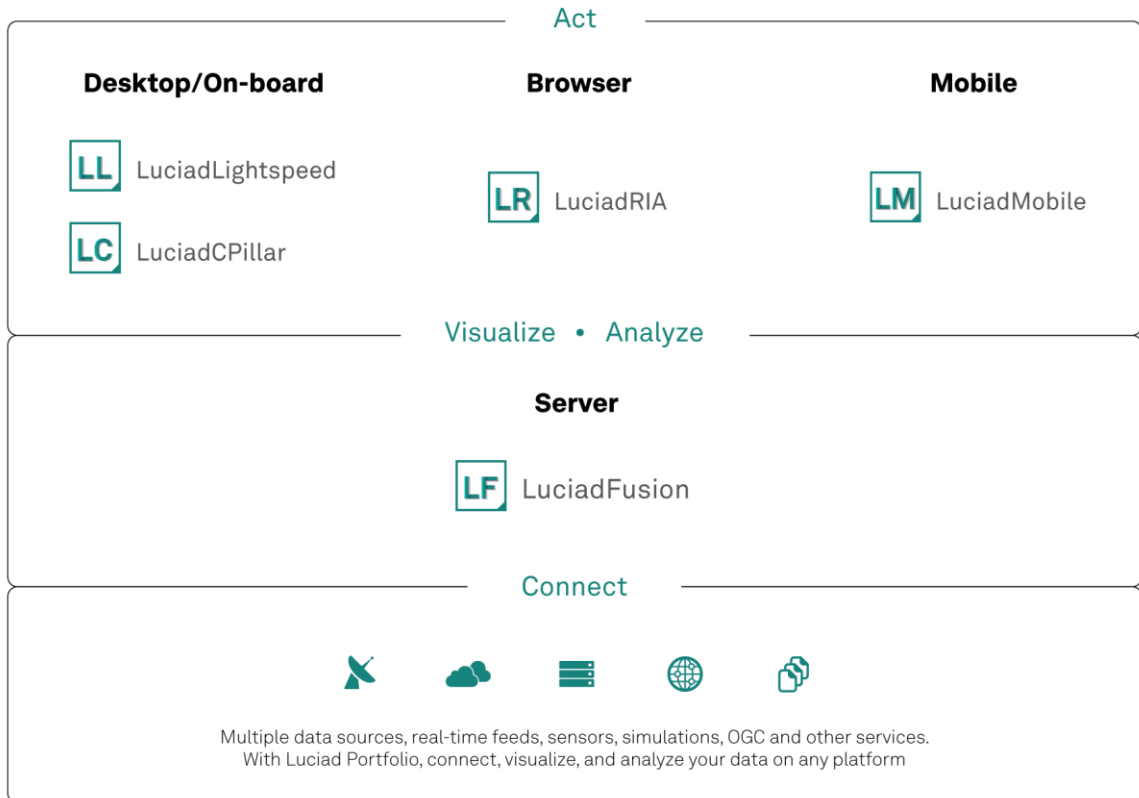 Act
Desktop/On-board
Browser
Mobile
LL LuciadLightspeed
LR LuciadRIA
LM LuciadMobile
LC LuciadCPillar
Visualize • Analyze
Server
LF LuciadFusion
Connect
Multiple data sources, real-time feeds, sensors, simulations, OGC and other services.
With Luciad Portfolio, connect, visualize, and analyze your data on any platform